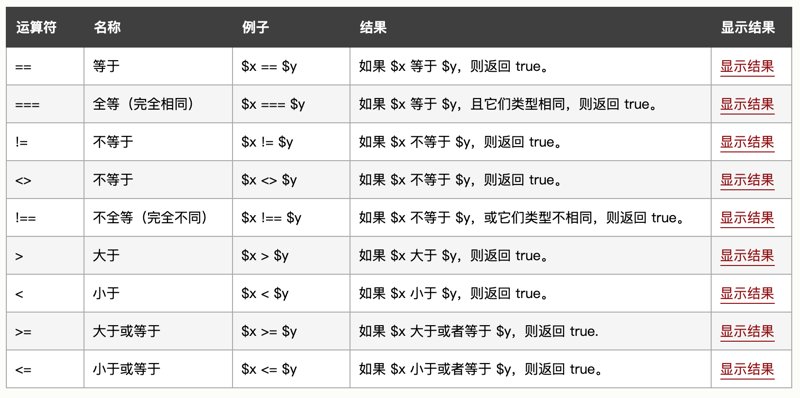 运算符 名称 例子 结果 显示结果
== 等于 $x == $y 如果 $x 等于 $y，则返回 true。 显示结果
=== 全等（完全相同） $x === $y 如果 $x 等于 $y，且它们类型相同，则返回 true。 显示结果
!= 不等于 $x != $y 如果 $x 不等于 $y，则返回 true。 显示结果
<> 不等于 $x <> $y 如果 $x 不等于 $y，则返回 true。 显示结果
!== 不全等（完全不同） $x !== $y 如果 $x 不等于 $y，或它们类型不相同，则返回 true。 显示结果
> 大于 $x > $y 如果 $x 大于 $y，则返回 true。 显示结果
< 小于 $x < $y 如果 $x 小于 $y，则返回 true。 显示结果
>= 大于或等于 $x >= $y 如果 $x 大于或者等于 $y，则返回 true. 显示结果
<= 小于或等于 $x <= $y 如果 $x 小于或者等于 $y，则返回 true。 显示结果